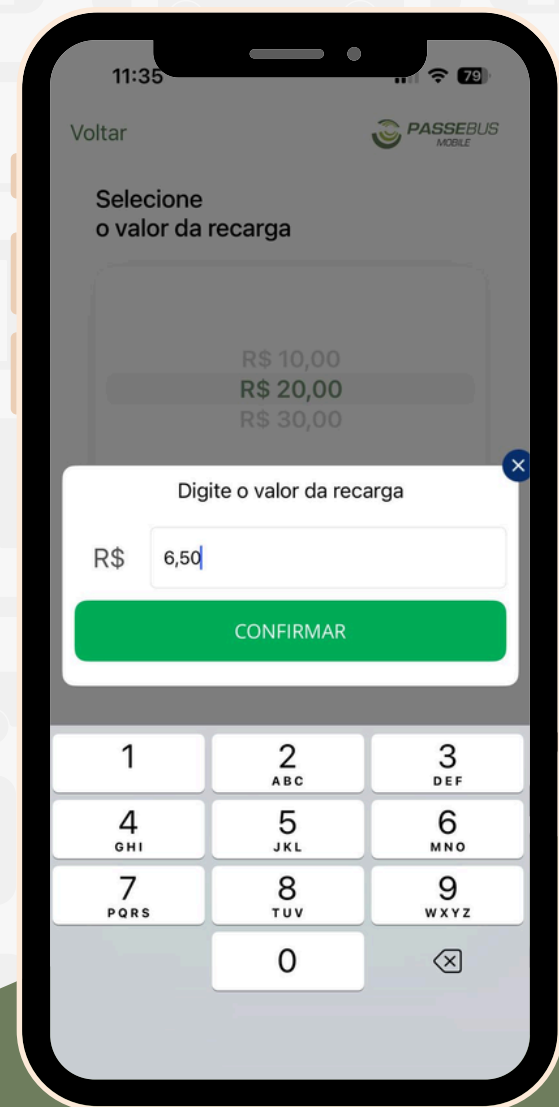 11:35
79
Voltar
PASSEBUS
MOBILE
Selecione
o valor da recarga
R$ 10,00
R$ 20,00
R$ 30,00
Digite o valor da recarga
R$ 6,50
CONFIRMAR
1 2 3
ABC DEF
4 5 6
GHI JKL MNO
7 8 9
PQRS TUV WXYZ
0